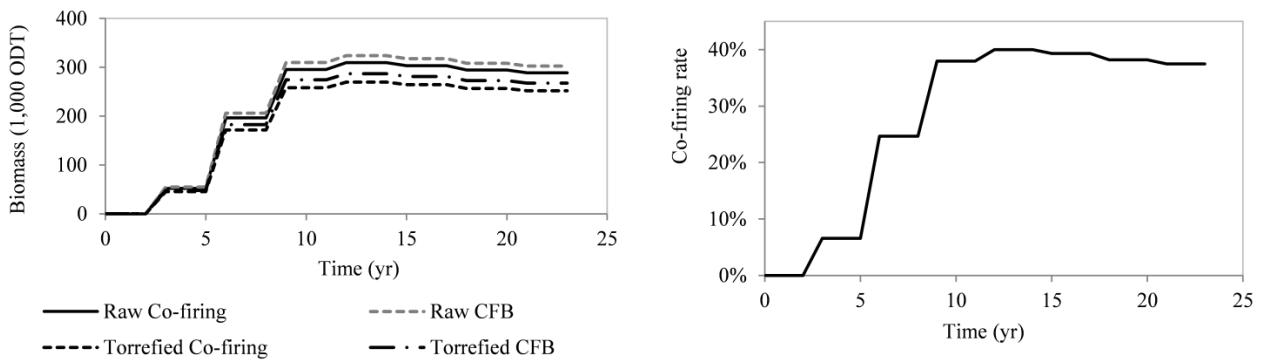 Biomass (1,000 ODT)
400
300
200
100
0
0 5 10 15 20 25
Time (yr)
Raw Co-firing
Raw CFB
Torrefied Co-firing
Torrefied CFB
Co-firing rate
40%
30%
20%
10%
0%
0 5 10 15 20 25
Time (yr)